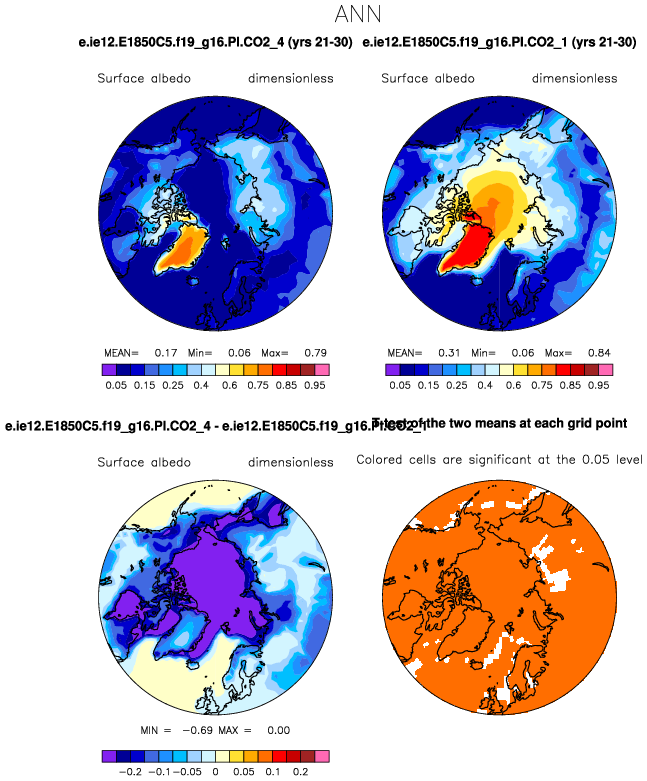 ANN
e.ie12.E1850C5.f19_g16.PI.CO2_4 (yrs 21-30) e.ie12.E1850C5.f19_g16.PI.CO2_1 (yrs 21-30)
Surface albedo dimensionless Surface albedo dimensionless
MEAN= 0.17 Min= 0.06 Max= 0.79 MEAN= 0.31 Min= 0.06 Max= 0.84
0.05 0.15 0.25 0.4 0.6 0.75 0.85 0.95 0.05 0.15 0.25 0.4 0.6 0.75 0.85 0.95
e.ie12.E1850C5.f19_g16.PI.CO2_4 - e.ie12.E1850C5.f19_g16.PI.CO2_1 T-test of the two means at each grid point
Surface albedo dimensionless Colored cells are significant at the 0.05 level
MIN = -0.69 MAX = 0.00
-0.2 -0.1 -0.05 0 0.05 0.1 0.2